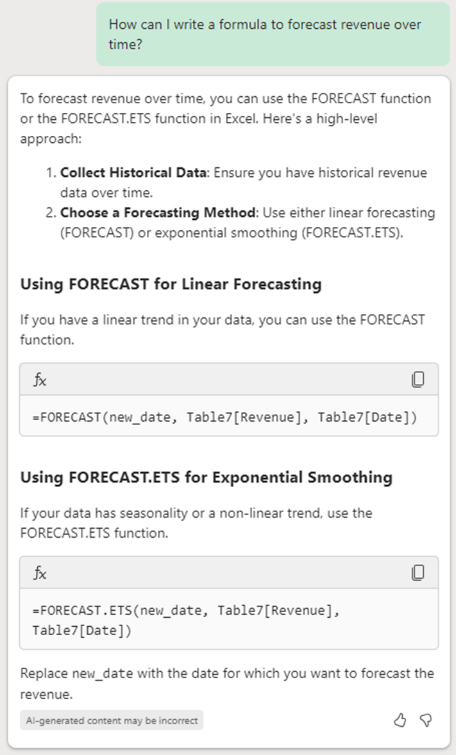 How can I write a formula to forecast revenue over
time?
To forecast revenue over time, you can use the FORECAST function
or the FORECAST.ETS function in Excel. Here's a high-level
approach:
1. Collect Historical Data: Ensure you have historical revenue
data over time.
2. Choose a Forecasting Method: Use either linear forecasting
(FORECAST) or exponential smoothing (FORECAST.ETS).
Using FORECAST for Linear Forecasting
If you have a linear trend in your data, you can use the FORECAST
function.
fx
=FORECAST(new_date, Table7[Revenue], Table7[Date])
Using FORECAST.ETS for Exponential Smoothing
If your data has seasonality or a non-linear trend, use the
FORECAST.ETS function.
fx
=FORECAST.ETS(new_date, Table7[Revenue],
Table7[Date])
Replace new_date with the date for which you want to forecast the
revenue.
AI-generated content may be incorrect